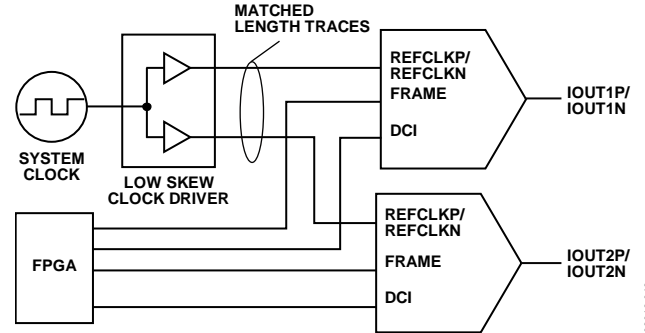 MATCHED
LENGTH TRACES
REFCLKP/
REFCLKN
FRAME
DCI
IOUT1P/
IOUT1N
SYSTEM
CLOCK
LOW SKEW
CLOCK DRIVER
FPGA
REFCLKP/
REFCLKN
FRAME
DCI
IOUT2P/
IOUT2N